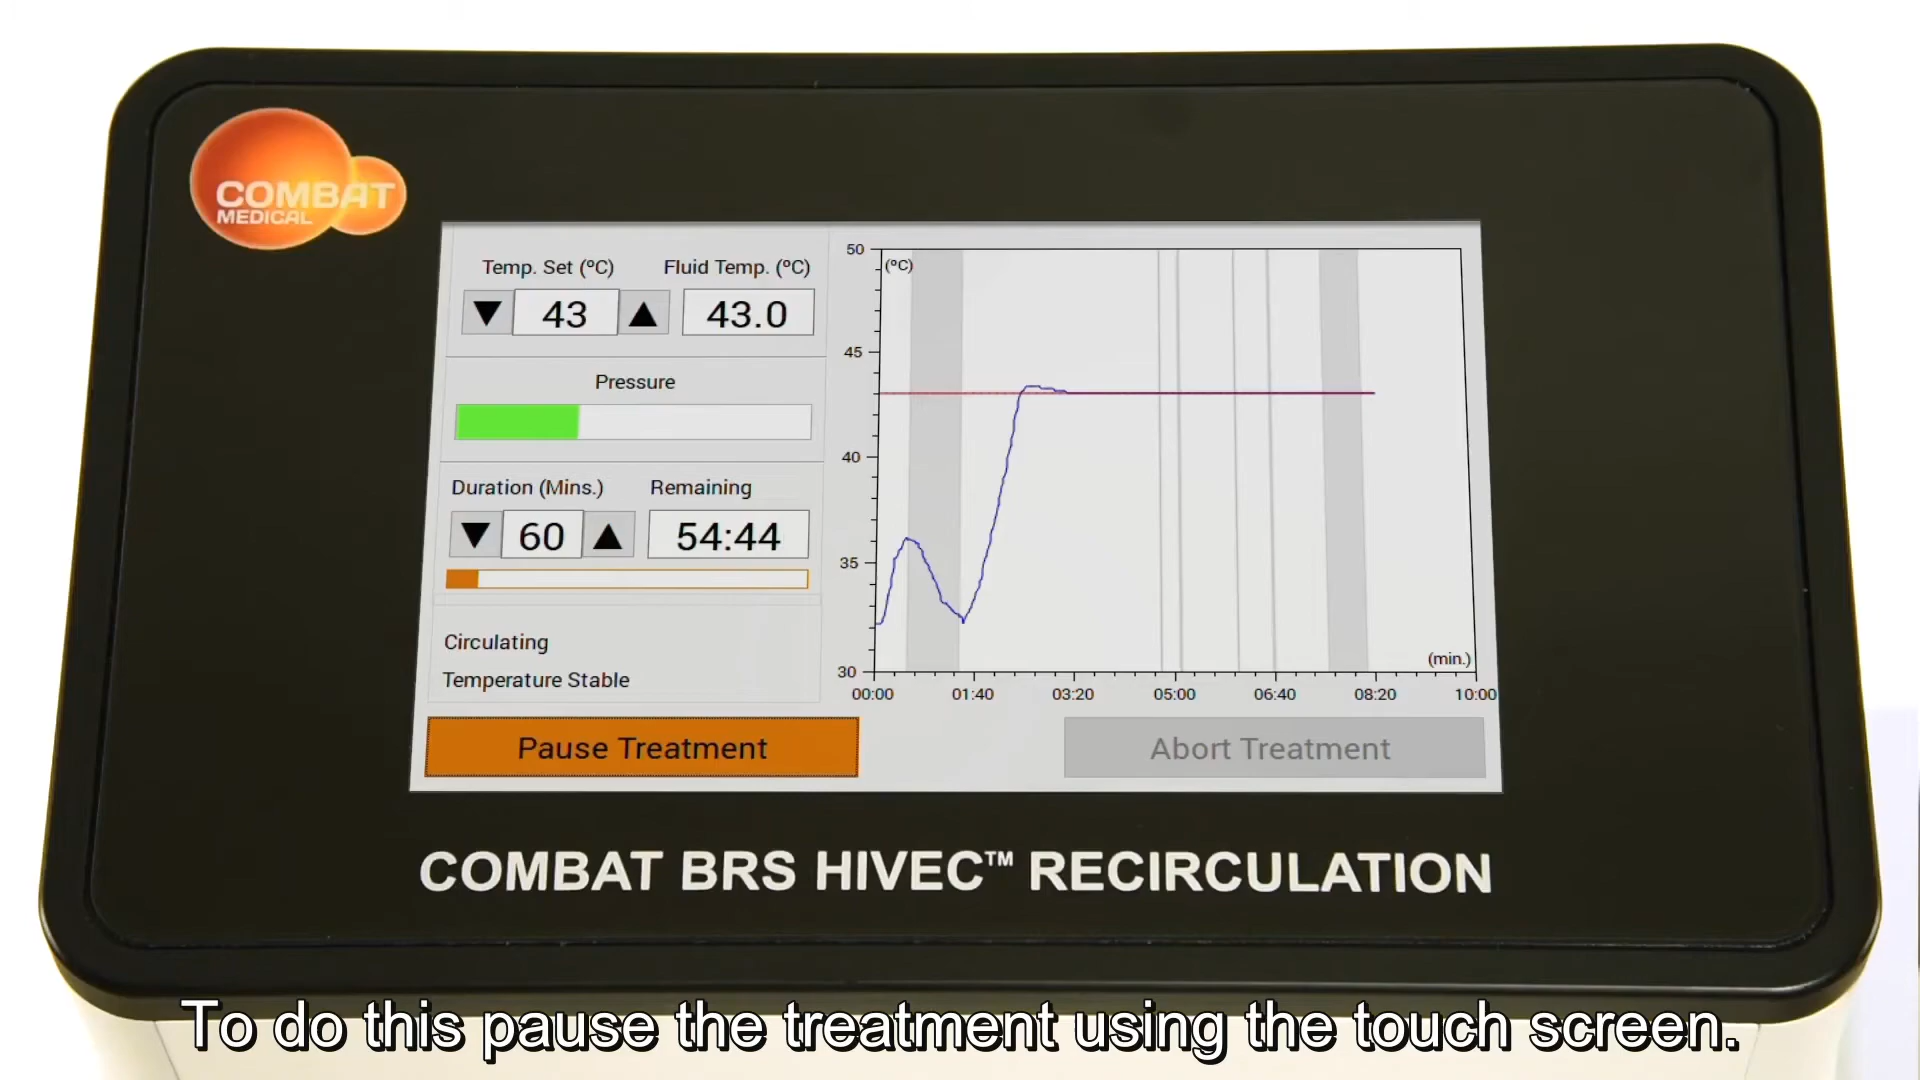 COMBAT
MEDICAL
Temp. Set (ºC) Fluid Temp. (ºC)
43 43.0
Pressure
Duration (Mins.) Remaining
60 54:44
Circulating
Temperature Stable
Pause Treatment
50
(ºC)
45
40
35
30
(min.)
00:00 01:40 03:20 05:00 06:40 08:20 10:00
Abort Treatment
COMBAT BRS HIVEC™ RECIRCULATION
To do this pause the treatment using the touch screen.